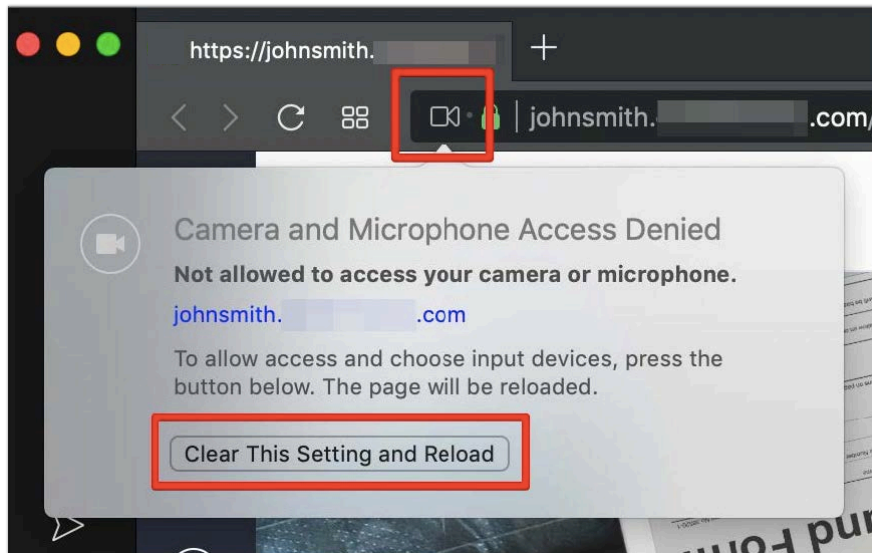 https://johnsmith.
johnsmith. .com/
Camera and Microphone Access Denied
Not allowed to access your camera or microphone.
johnsmith. .com
To allow access and choose input devices, press the
button below. The page will be reloaded.
Clear This Setting and Reload